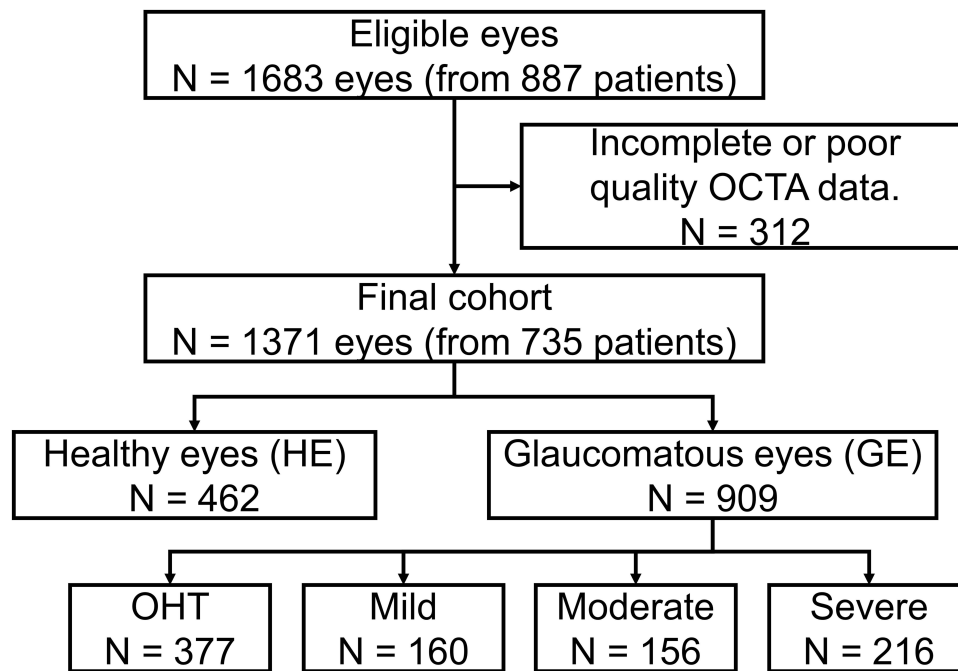 Eligible eyes
N = 1683 eyes (from 887 patients)
Incomplete or poor
quality OCTA data.
N = 312
Final cohort
N = 1371 eyes (from 735 patients)
Healthy eyes (HE)
N = 462
Glaucomatous eyes (GE)
N = 909
OHT
N = 377
Mild
N = 160
Moderate
N = 156
Severe
N = 216